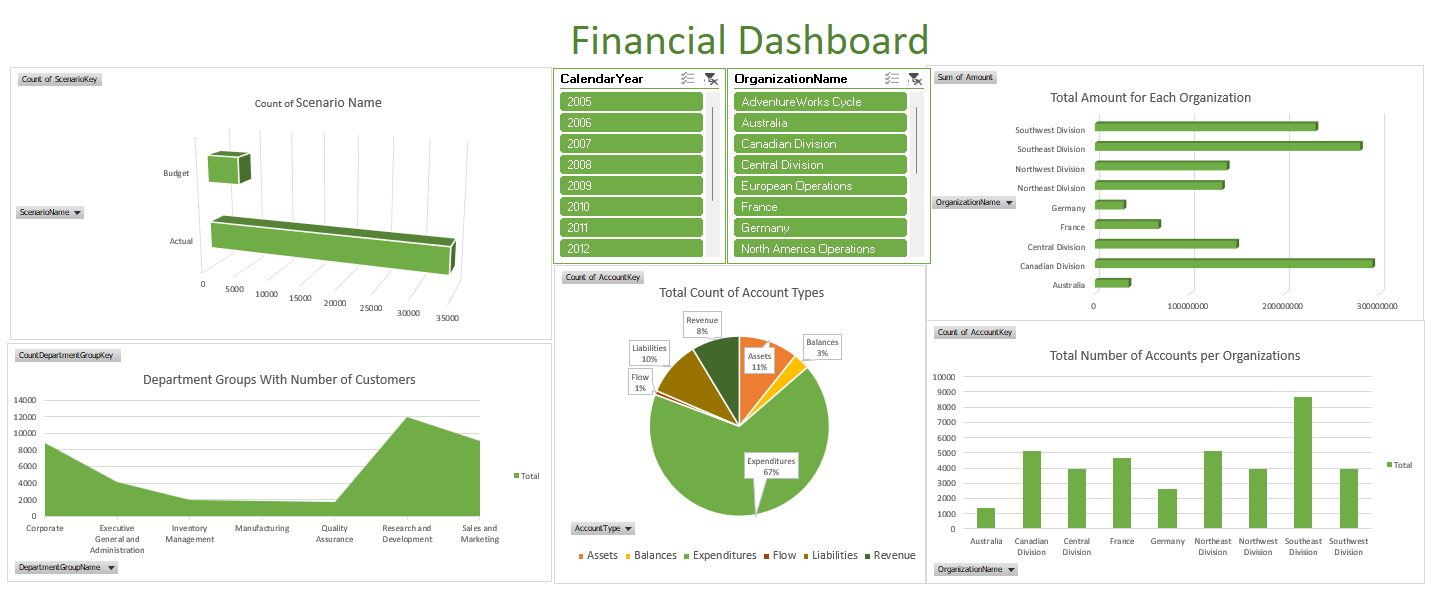 Financial Dashboard
Count of ScenarioKey
Count of Scenario Name
Budget
ScenarioName
Actual
0
5000
10000
15000
20000
25000
30000
35000
CalendarYear
2005
2006
2007
2008
2009
2010
2011
2012
OrganizationName
AdventureWorks Cycle
Australia
Canadian Division
Central Division
European Operations
France
Germany
North America Operations
Sum of Amount
Total Amount for Each Organization
Southwest Division
Southeast Division
Northwest Division
Northeast Division
OrganizationName
Germany
France
Central Division
Canadian Division
Australia
0
100000000
200000000
300000000
CountDepartmentGroupKey
Department Groups With Number of Customers
14000
12000
10000
8000
6000
4000
2000
0
Corporate
Executive
General and
Administration
Inventory
Management
Manufacturing
Quality
Assurance
Research and
Development
Sales and
Marketing
Total
DepartmentGroupName
Count of AccountKey
Total Count of Account Types
Revenue
8%
Balances
3%
Liabilities
10%
Assets
11%
Flow
1%
Expenditures
67%
AccountType
Assets Balances Expenditures Flow Liabilities Revenue
Count of AccountKey
Total Number of Accounts per Organizations
10000
9000
8000
7000
6000
5000
4000
3000
2000
1000
0
Australia
Canadian
Division
Central
Division
France
Germany
Northeast
Division
Northwest
Division
Southeast
Division
Southwest
Division
Total
OrganizationName